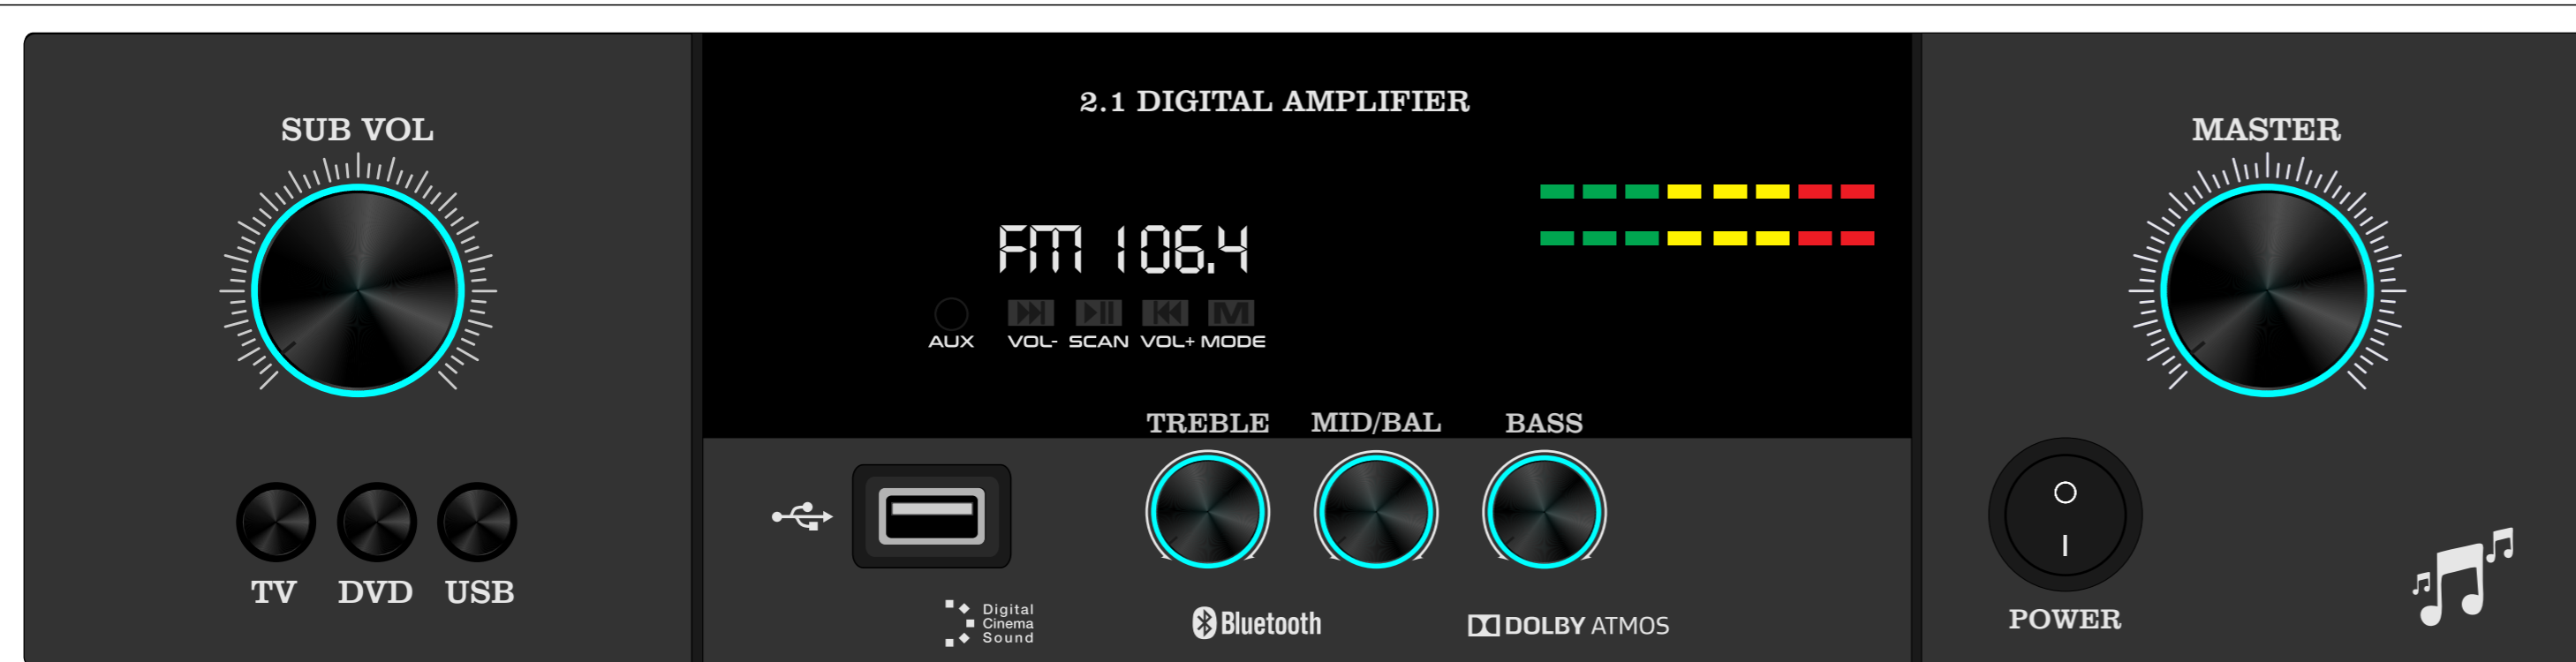 2.1 DIGITAL AMPLIFIER
SUB VOL
MASTER
FM 106.4
M
AUX VOL- SCAN VOL+ MODE
TREBLE MID/BAL BASS
TV DVD USB
Digital
Cinema
Sound
Bluetooth
DOLBY ATMOS
POWER